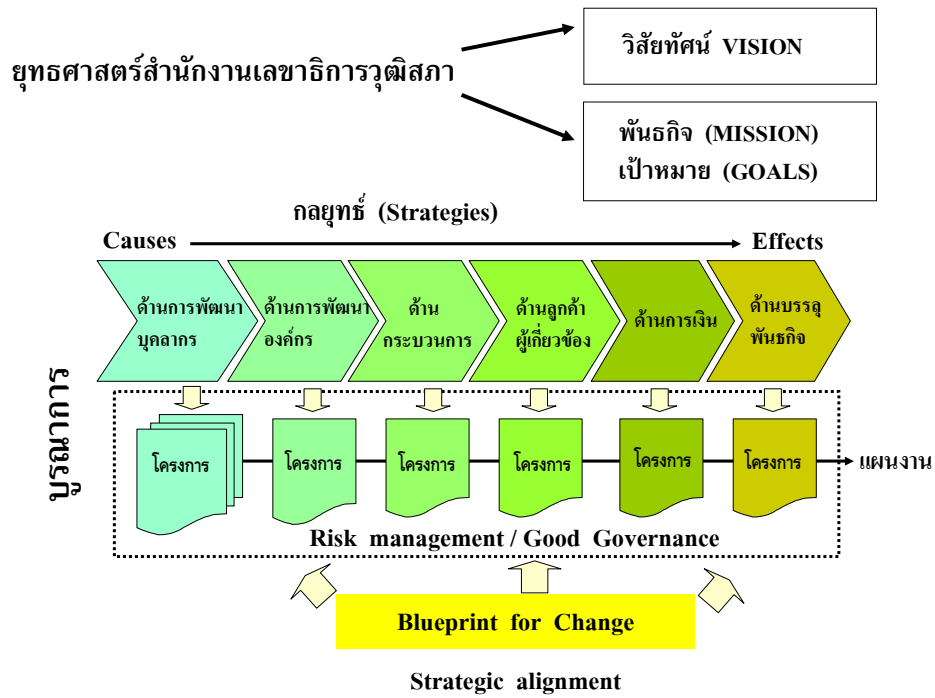 วิสัยทัศน์ VISION
ยุทธศาสตร์สำนักงานเลขาธิการวุฒิสภา
พันธกิจ (MISSION)
เป้าหมาย (GOALS)
กลยุทธ์ (Strategies)
Causes
Effects
ด้านการพัฒนา
บุคลากร
ด้านการพัฒนา
องค์กร
ด้าน
กระบวนการ
ด้านลูกค้า
ผู้เกี่ยวข้อง
ด้านการเงิน
ด้านบรรลุ
พันธกิจ
บูรณาการ
โครงการ
โครงการ
โครงการ
โครงการ
โครงการ
โครงการ
แผนงาน
Risk management / Good Governance
Blueprint for Change
Strategic alignment